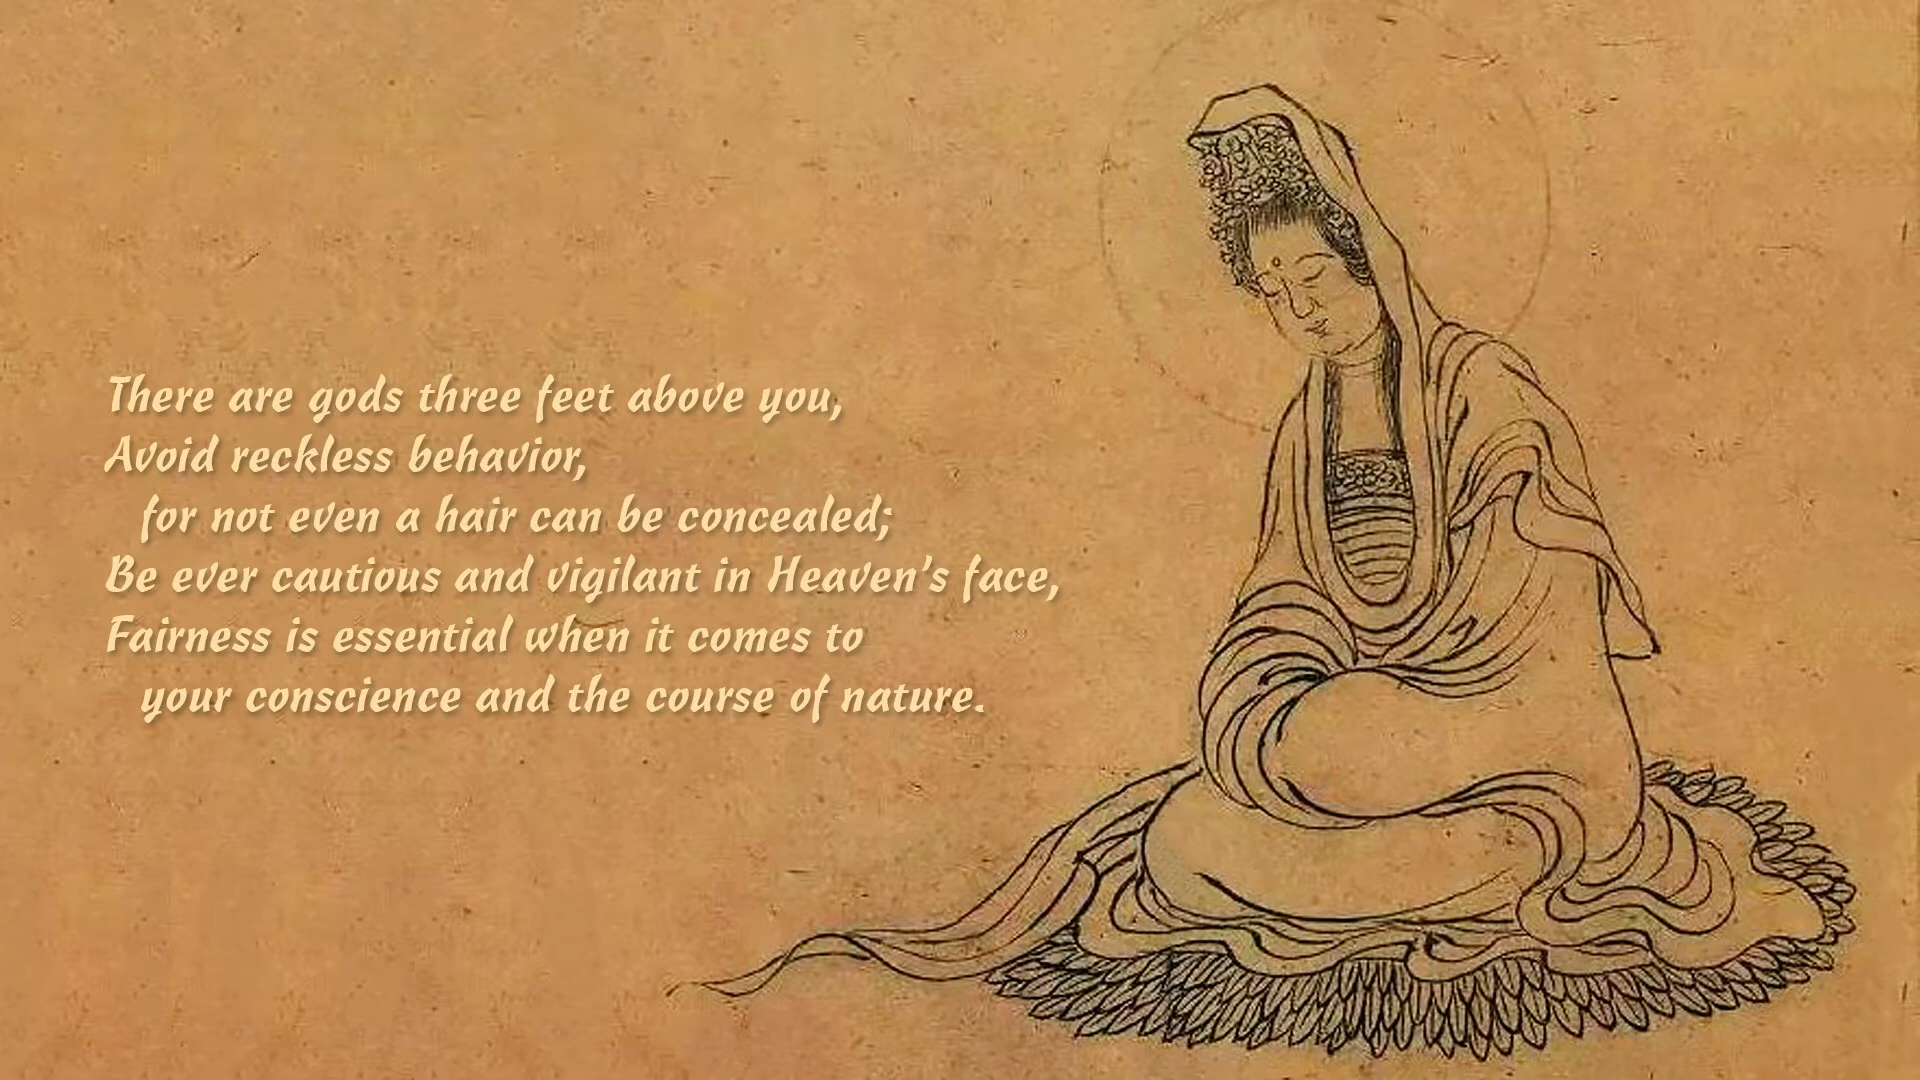 There are gods three feet above you,
Avoid reckless behavior,
for not even a hair can be concealed;
Be ever cautious and vigilant in Heaven's face,
Fairness is essential when it comes to
your conscience and the course of nature.